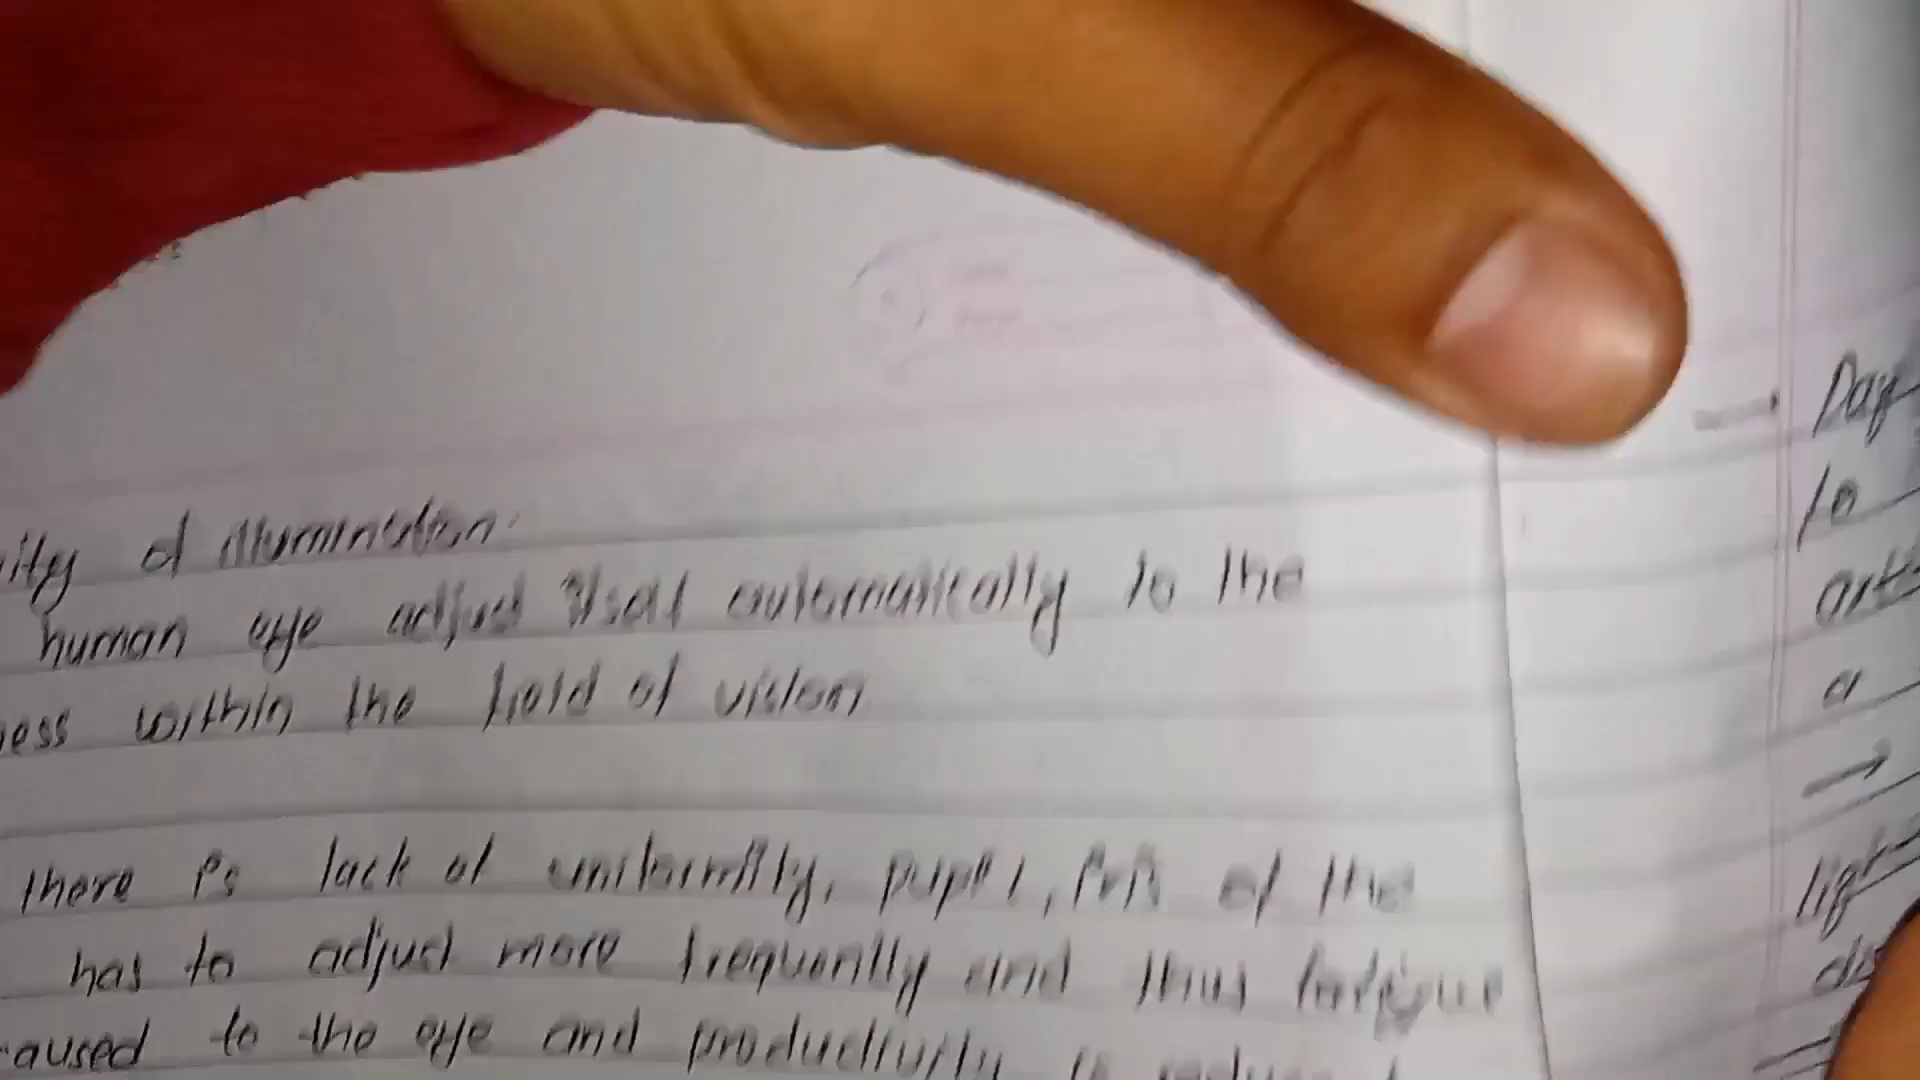 ity of illumination.
human eye adjust itself automatically to the
ess within the field of vision
there is lack of uniformity, pupil, iris of the
has to adjust more frequently and thus fatigue
caused to the eye and productivity is
Day
to
a
→